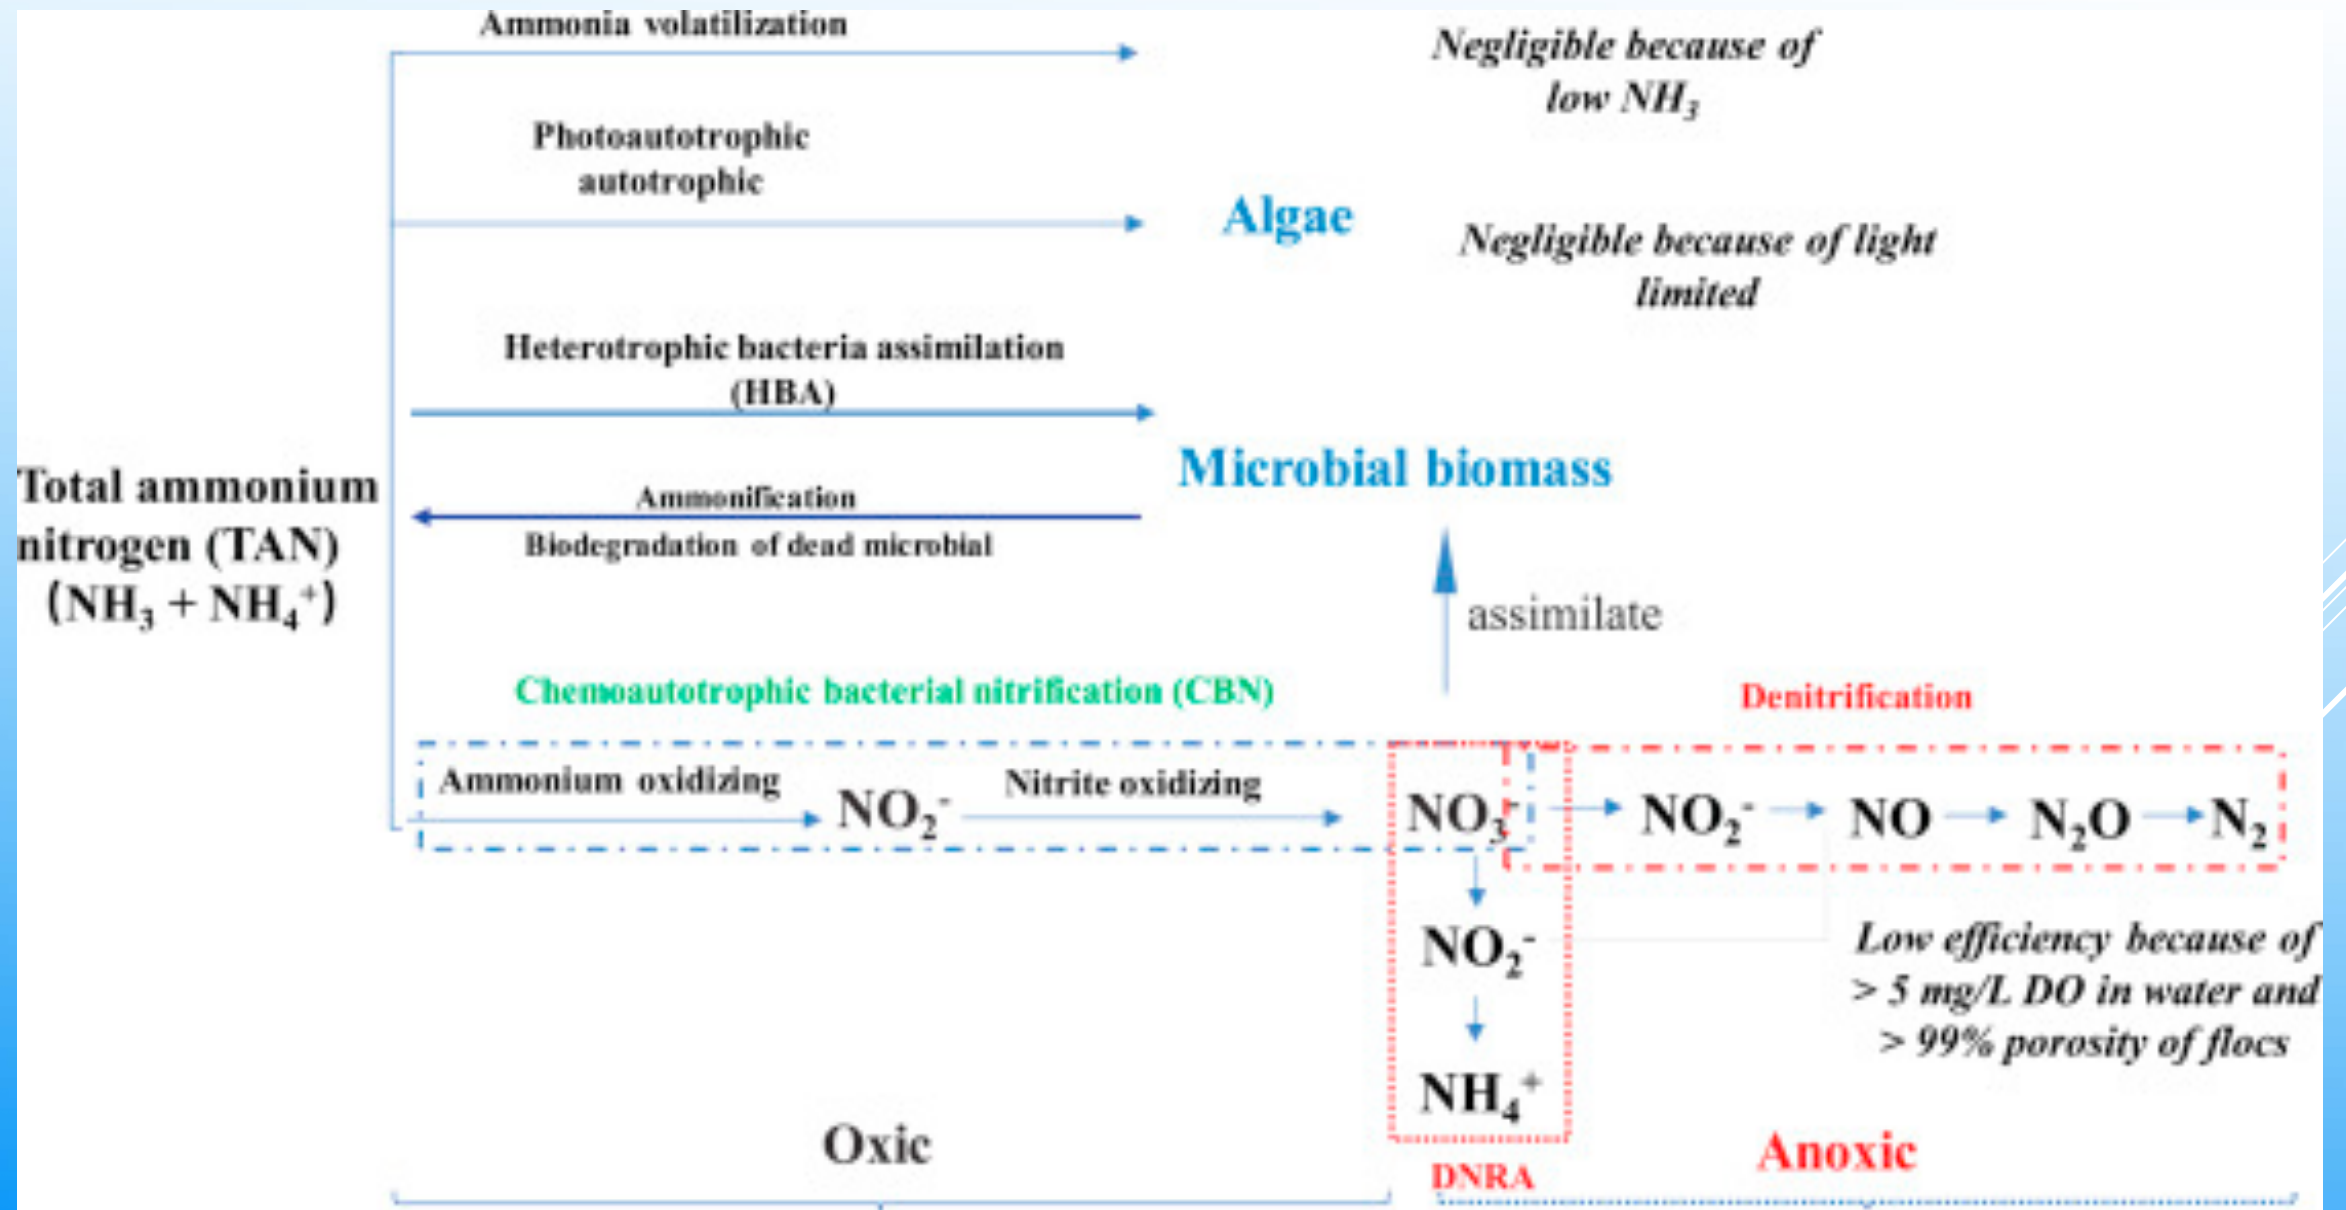 Ammonia volatilization
Negligible because of
low NH₃
Photoautotrophic
autotrophic
Algae
Negligible because of light
limited
Heterotrophic bacteria assimilation
(HBA)
Microbial biomass
Total ammonium
nitrogen (TAN)
(NH₃ + NH₄⁺)
Ammonification
Biodegradation of dead microbial
assimilate
Chemoautotrophic bacterial nitrification (CBN)
Denitrification
Ammonium oxidizing
NO₂⁻
Nitrite oxidizing
NO₃⁻
NO₂⁻
NO
N₂O
N₂
NO₂⁻
NH₄⁺
Low efficiency because of
> 5 mg/L DO in water and
> 99% porosity of flocs
Oxic
DNRA
Anoxic